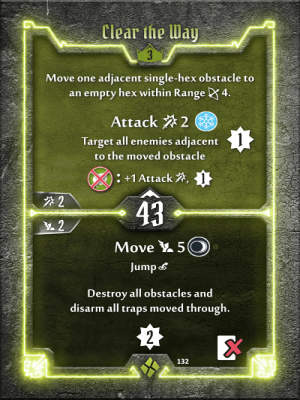 Clear the Way
3
Move one adjacent single-hex obstacle to
an empty hex within Range 4.
Attack 2
Target all enemies adjacent
to the moved obstacle
1
: +1 Attack , 1
2
43
2
Move 5
Jump
Destroy all obstacles and
disarm all traps moved through.
2
132